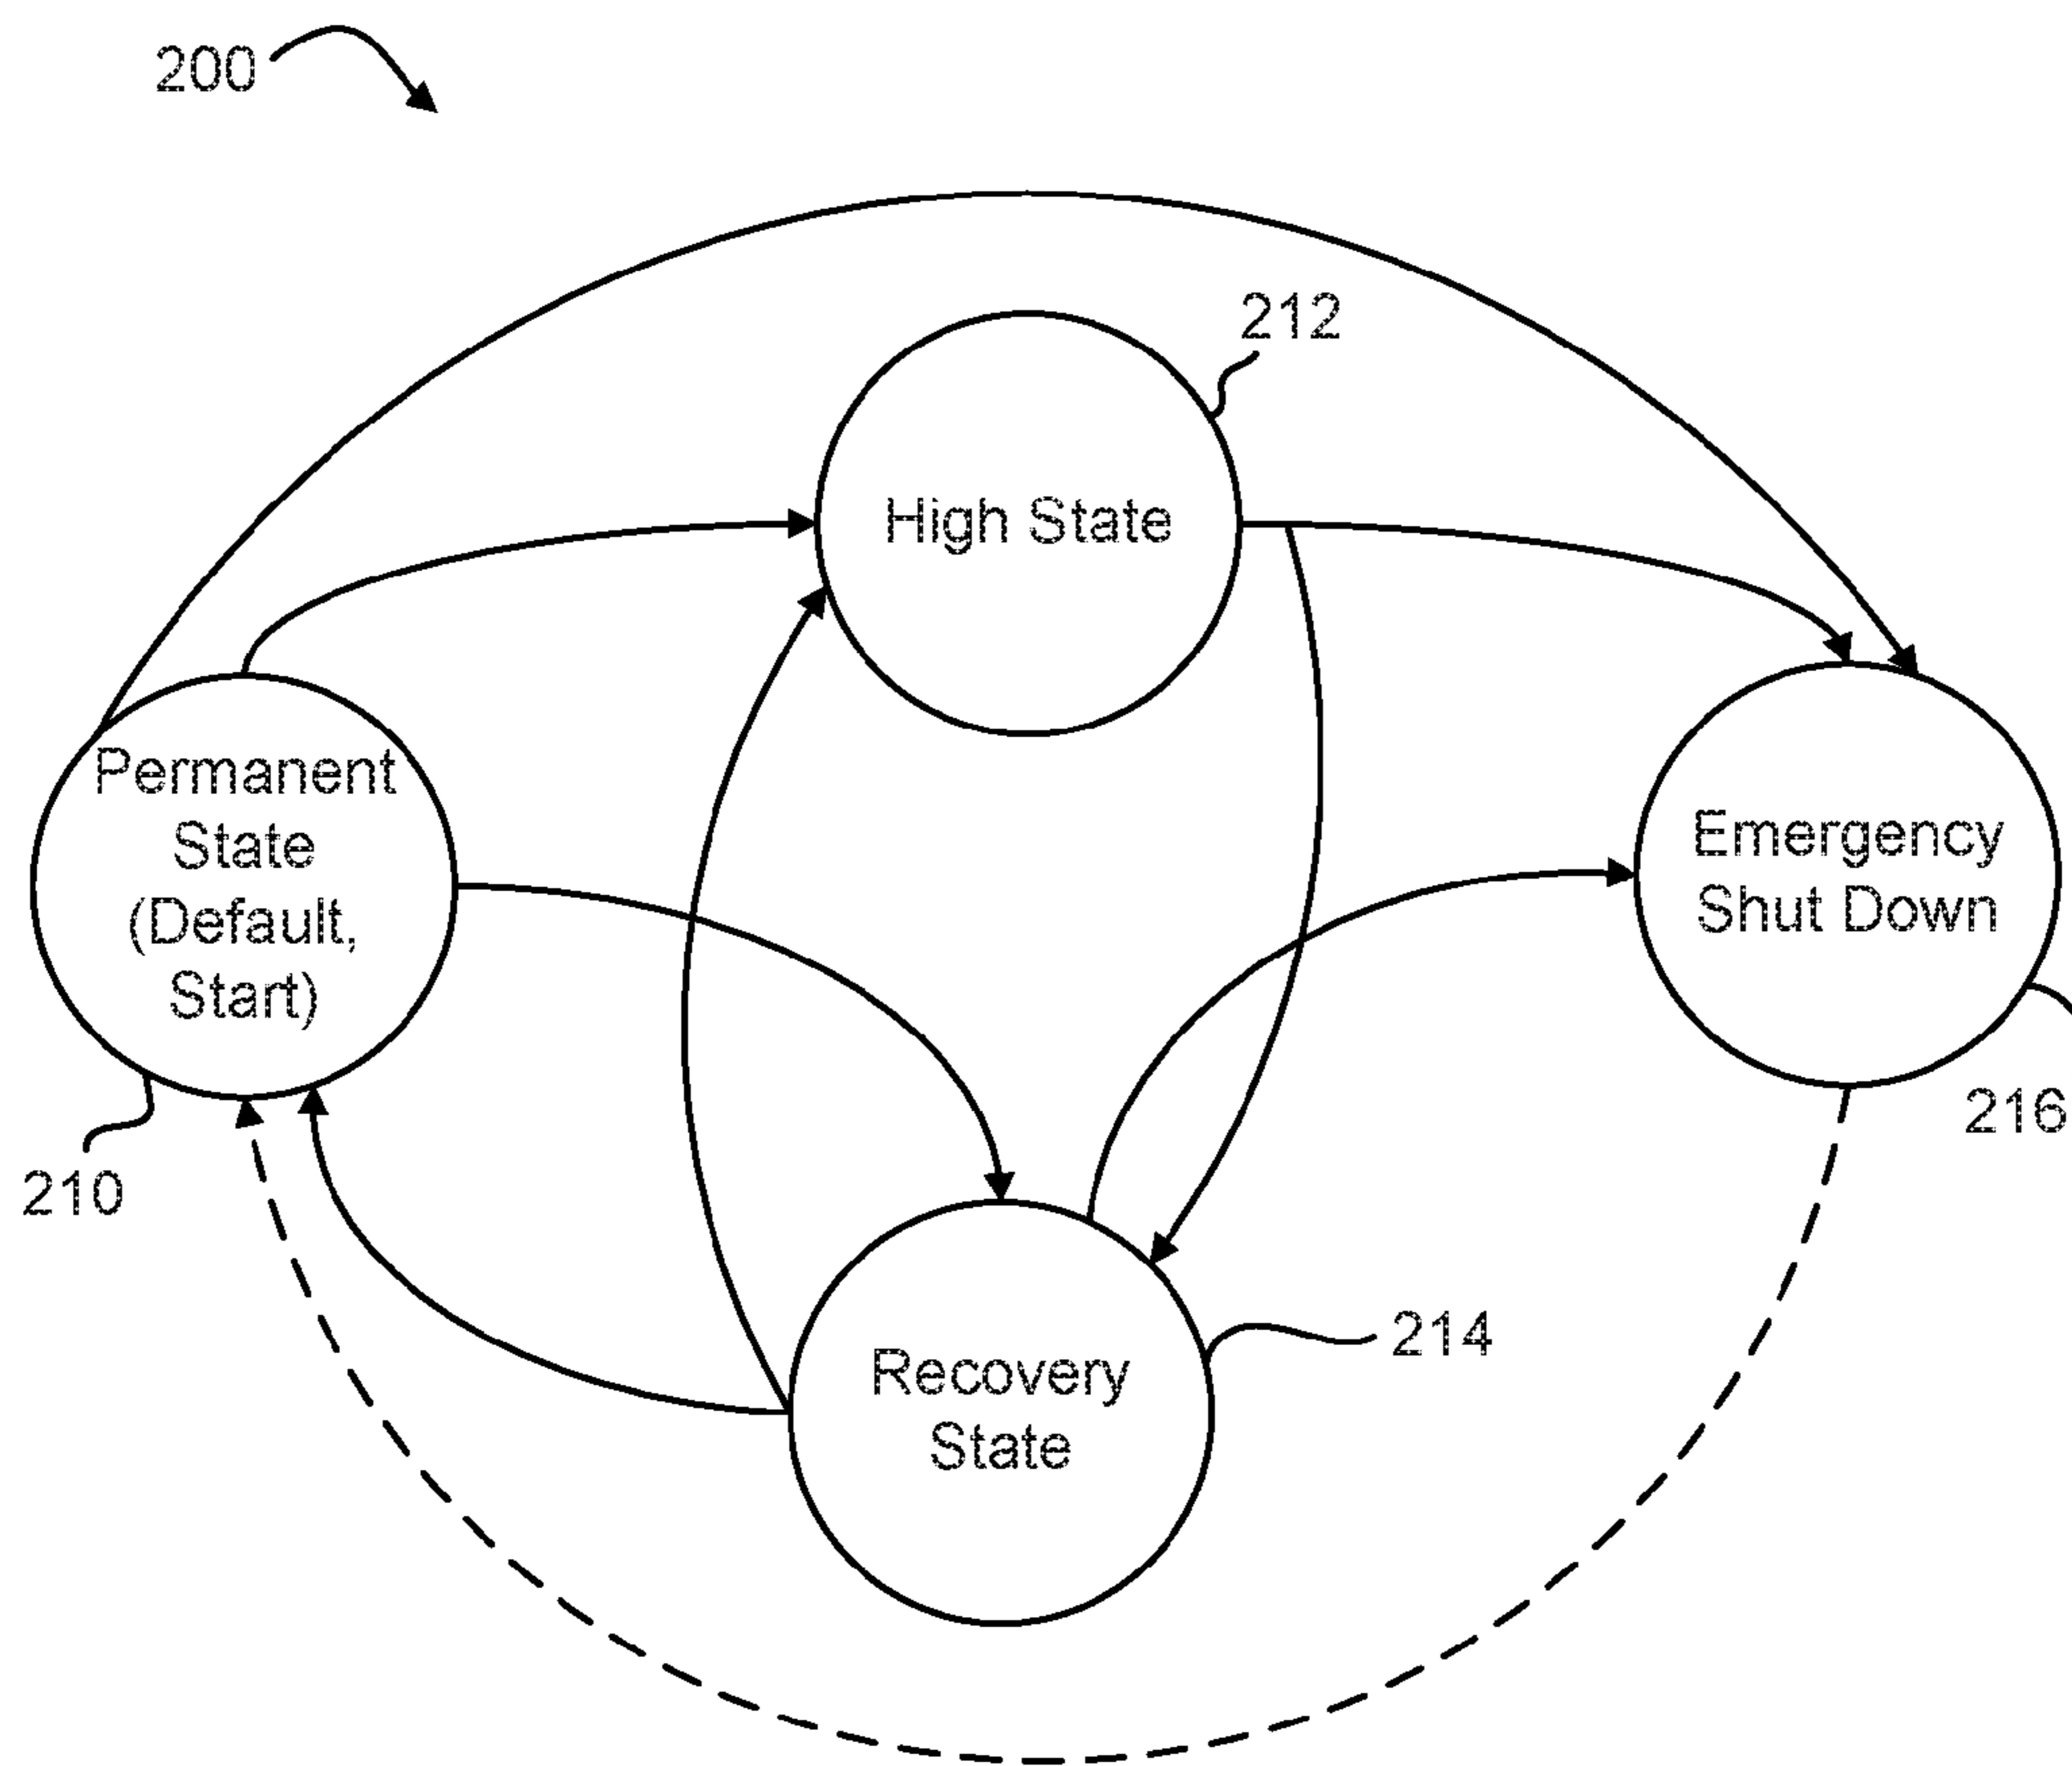 200
212
High State
Permanent
State
(Default,
Start)
Emergency
Shut Down
210
216
214
Recovery
State